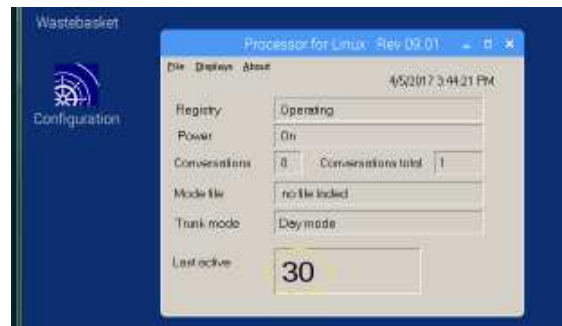 Wastebasket
Configuration
Processor for Linux Rev 09.01
File Displays About
4/5/2017 3:44:21 PM
Registry Operating
Power On
Conversations 0 Conversations total 1
Mode file no file loded
Trunk mode Day mode
Last active 30